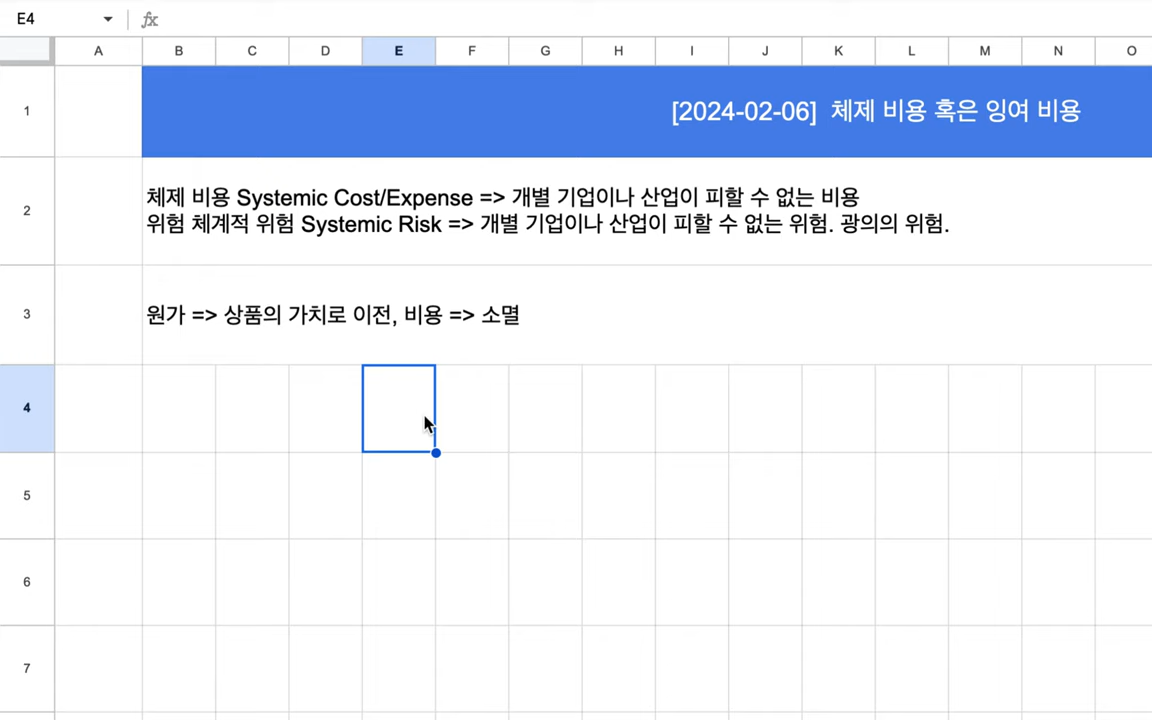 E4
fx
A B C D E F G H I J K L M N O
1
[2024-02-06] 체제 비용 혹은 잉여 비용
2
체제 비용 Systemic Cost/Expense => 개별 기업이나 산업이 피할 수 없는 비용
위험 체계적 위험 Systemic Risk => 개별 기업이나 산업이 피할 수 없는 위험. 광의의 위험.
3
원가 => 상품의 가치로 이전, 비용 => 소멸
4
5
6
7